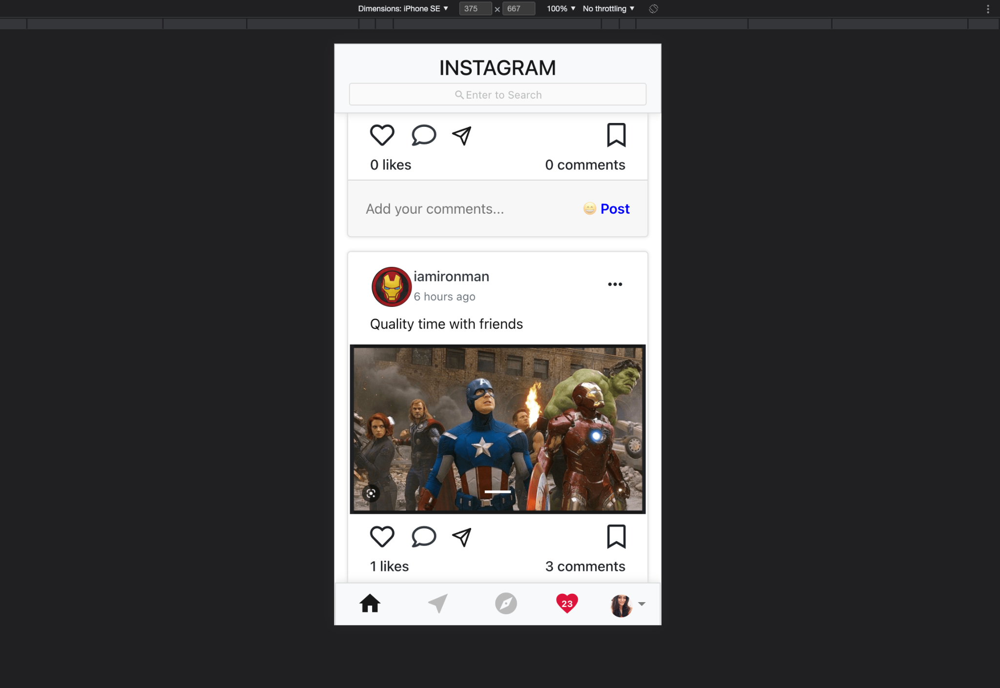 Dimensions: iPhone SE ▼ 375 × 667 100% ▼ No throttling ▼
INSTAGRAM
Enter to Search
0 likes 0 comments
Add your comments... 😄 Post
iamironman
6 hours ago
Quality time with friends
A
1 likes 3 comments
23